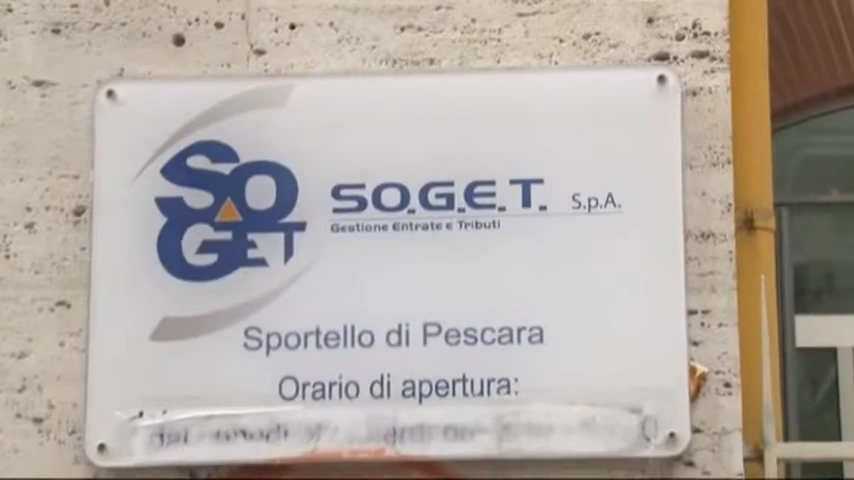 SO
GET
SO.G.E.T. S.p.A.
Gestione Entrate e Tributi
Sportello di Pescara
Orario di apertura: